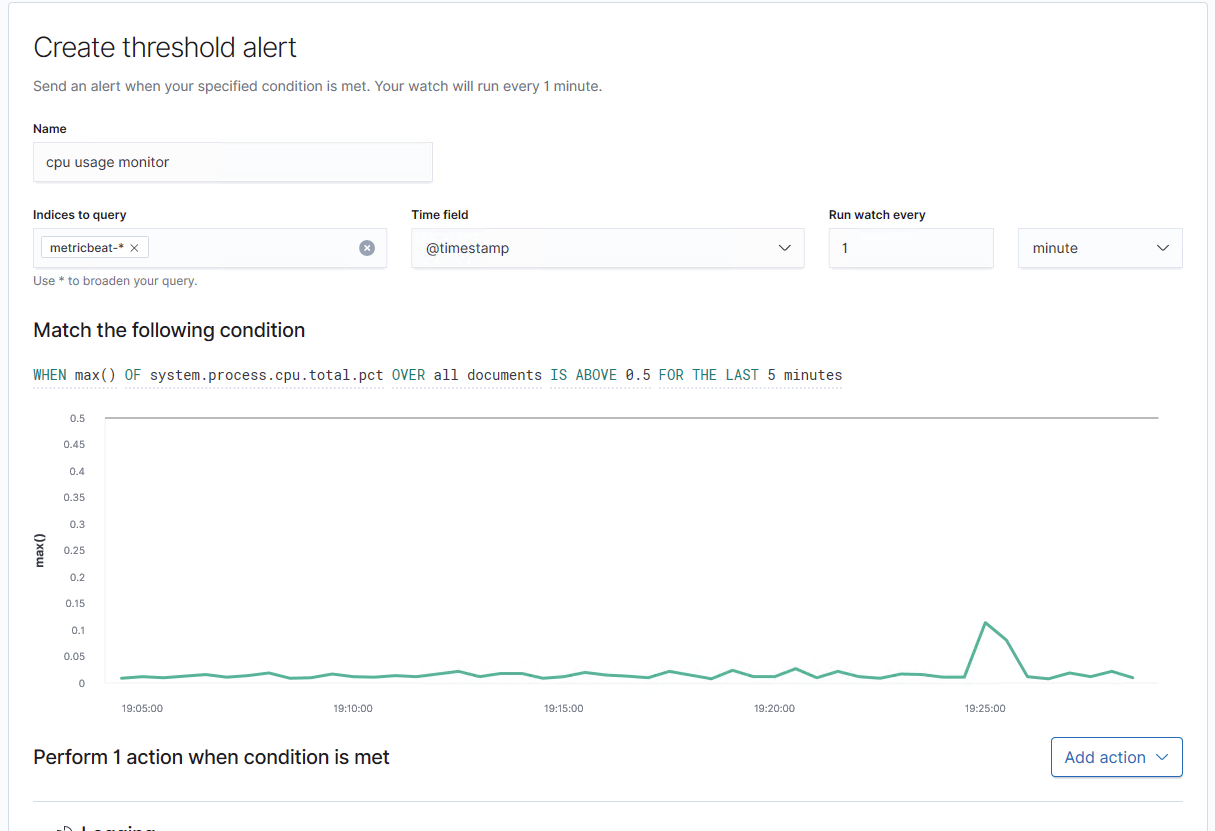 Create threshold alert
Send an alert when your specified condition is met. Your watch will run every 1 minute.
Name
cpu usage monitor
Indices to query
Time field
Run watch every
metricbeat-*
@timestamp
1
minute
Use * to broaden your query.
Match the following condition
WHEN max() OF system.process.cpu.total.pct OVER all documents IS ABOVE 0.5 FOR THE LAST 5 minutes
max()
0.5
0.45
0.4
0.35
0.3
0.25
0.2
0.15
0.1
0.05
0
19:05:00
19:10:00
19:15:00
19:20:00
19:25:00
Perform 1 action when condition is met
Add action
Logging